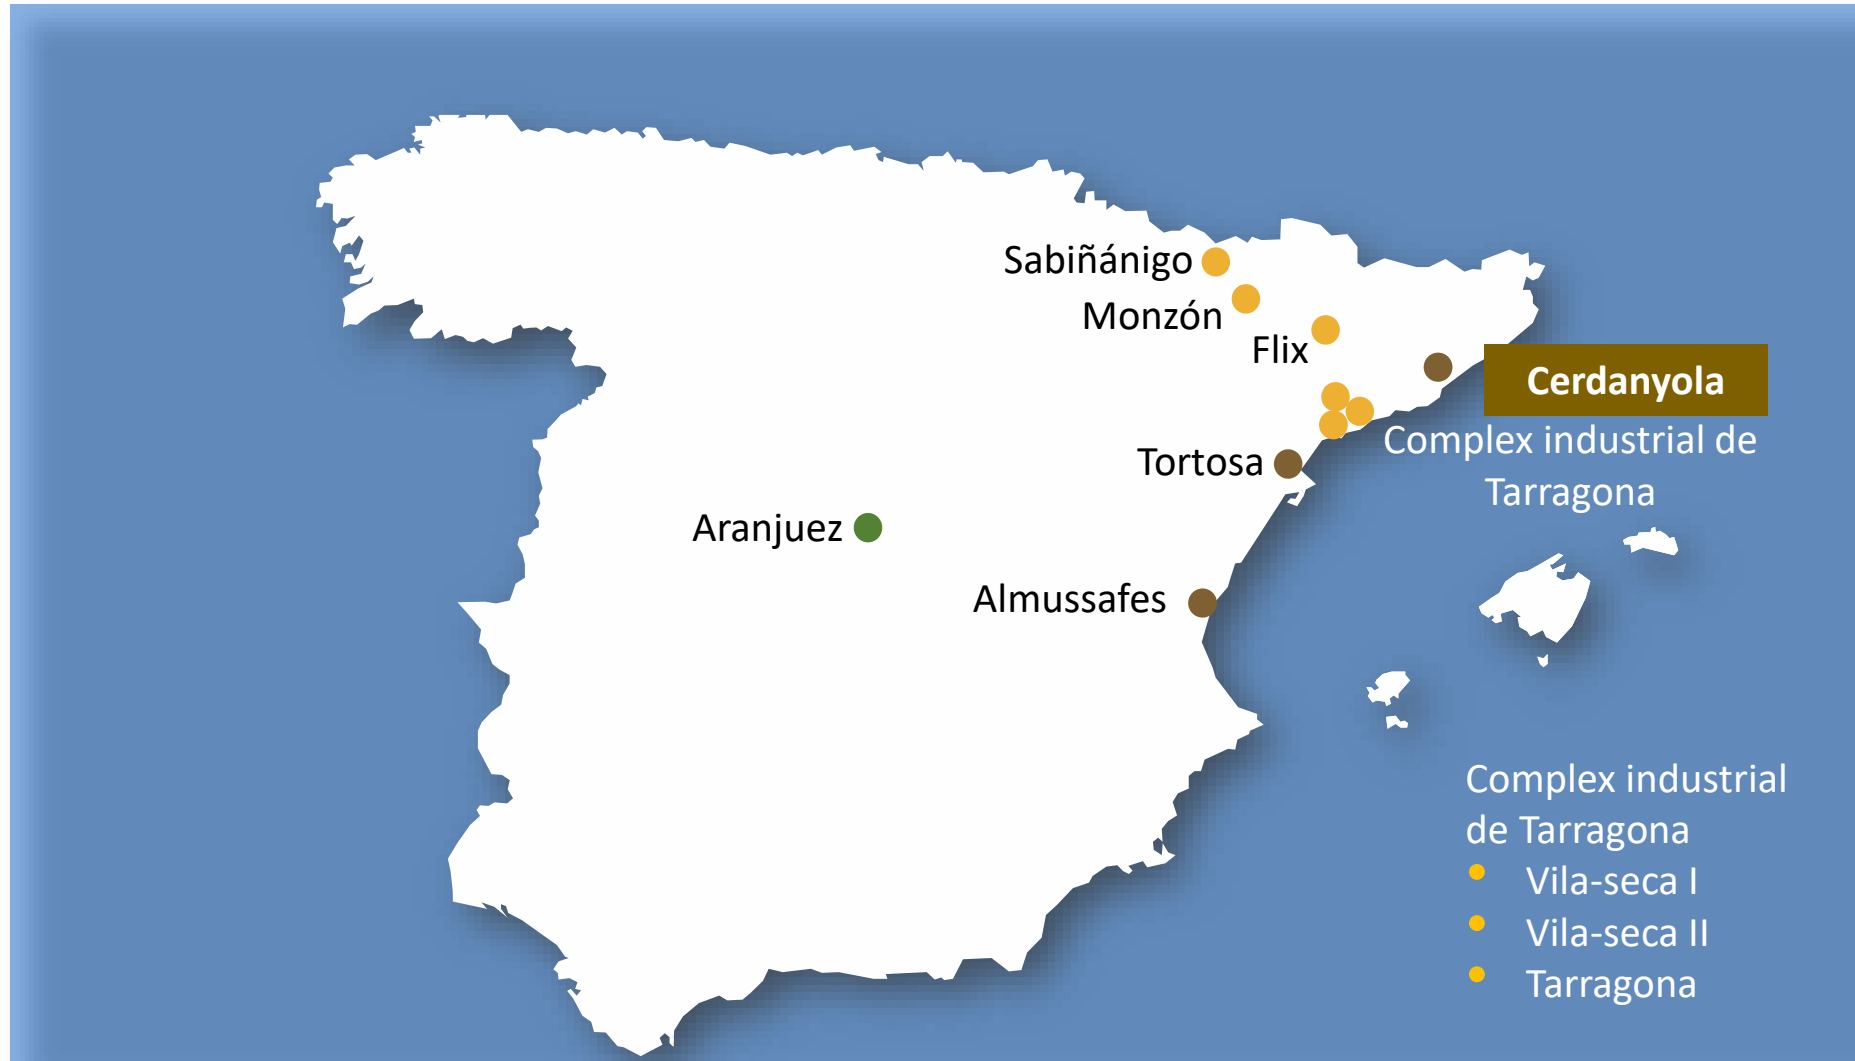 Sabiñánigo
Monzón
Flix
Cerdanyola
Complex industrial de
Tarragona
Tortosa
Aranjuez
Almussafes
Complex industrial
de Tarragona
• Vila-seca I
• Vila-seca II
• Tarragona